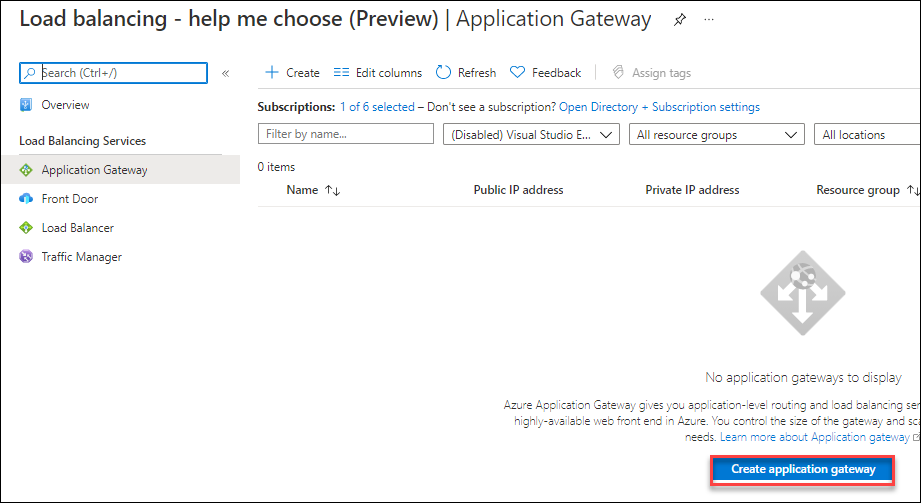 Load balancing - help me choose (Preview) | Application Gateway ...
Search (Ctrl+/)
«
Overview
Load Balancing Services
Application Gateway
Front Door
Load Balancer
Traffic Manager
Create Edit columns Refresh Feedback Assign tags
Subscriptions: 1 of 6 selected – Don't see a subscription? Open Directory + Subscription settings
Filter by name... (Disabled) Visual Studio E... All resource groups All locations
0 items
Name ↑↓ Public IP address Private IP address Resource group ↑↓
No application gateways to display
Azure Application Gateway gives you application-level routing and load balancing ser
highly-available web front end in Azure. You control the size of the gateway and sca
needs. Learn more about Application gateway
Create application gateway